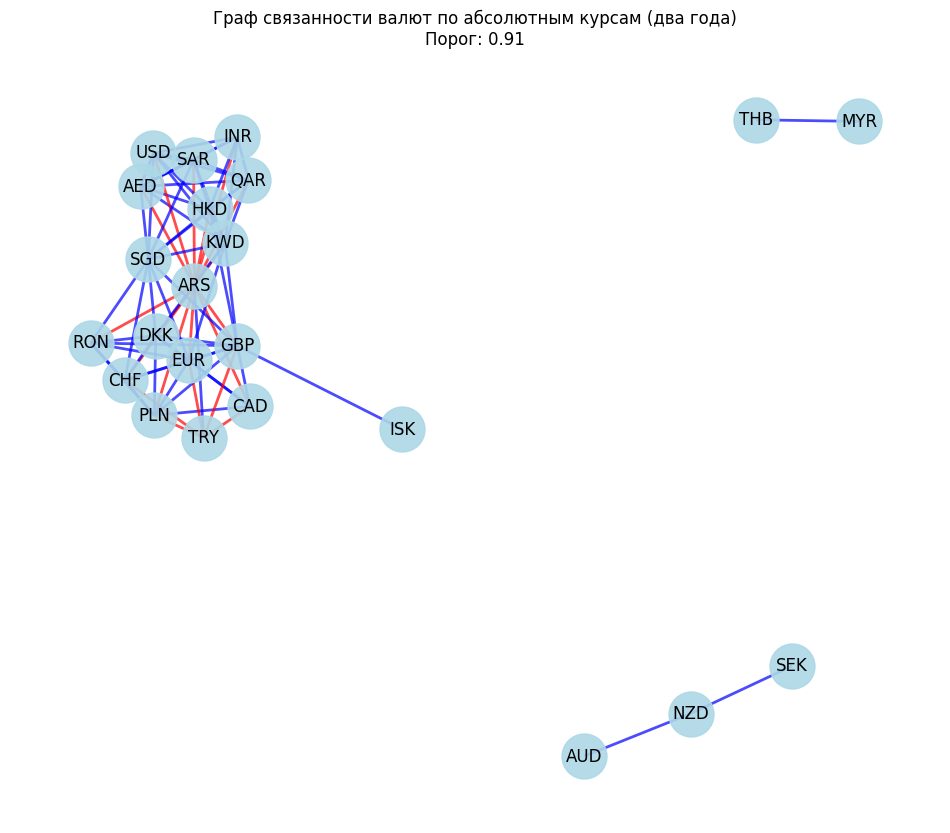 Граф связанности валют по абсолютным курсам (два года)
Порог: 0.91
THB
MYR
INR
USD
SAR
QAR
AED
HKD
KWD
SGD
ARS
DKK
RON
GBP
EUR
CHF
CAD
PLN
ISK
TRY
SEK
NZD
AUD